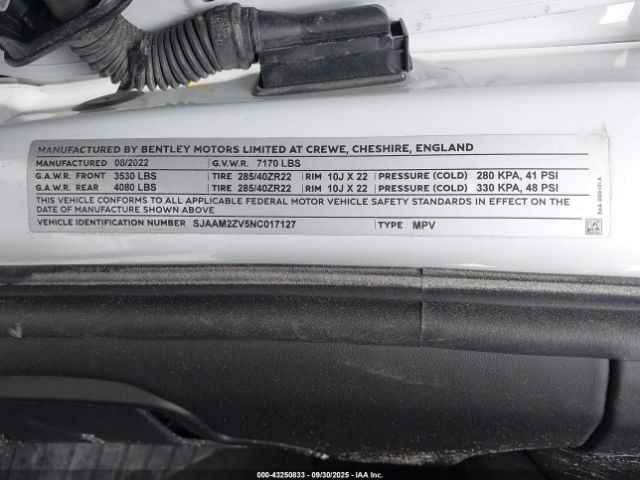 MANUFACTURED BY BENTLEY MOTORS LIMITED AT CREWE, CHESHIRE, ENGLAND
MANUFACTURED 08/2022 G.V.W.R. 7170 LBS
G.A.W.R. FRONT 3530 LBS TIRE 285/40ZR22 RIM 10J X 22 PRESSURE (COLD) 280 KPA, 41 PSI
G.A.W.R. REAR 4080 LBS TIRE 285/40ZR22 RIM 10J X 22 PRESSURE (COLD) 330 KPA, 48 PSI
THIS VEHICLE CONFORMS TO ALL APPLICABLE FEDERAL MOTOR VEHICLE SAFETY STANDARDS IN EFFECT ON THE
DATE OF MANUFACTURE SHOWN ABOVE
VEHICLE IDENTIFICATION NUMBER SJAAM2ZV5NC017127 TYPE MPV
36A 000101A
000-43250833 - 09/30/2025 - IAA Inc.